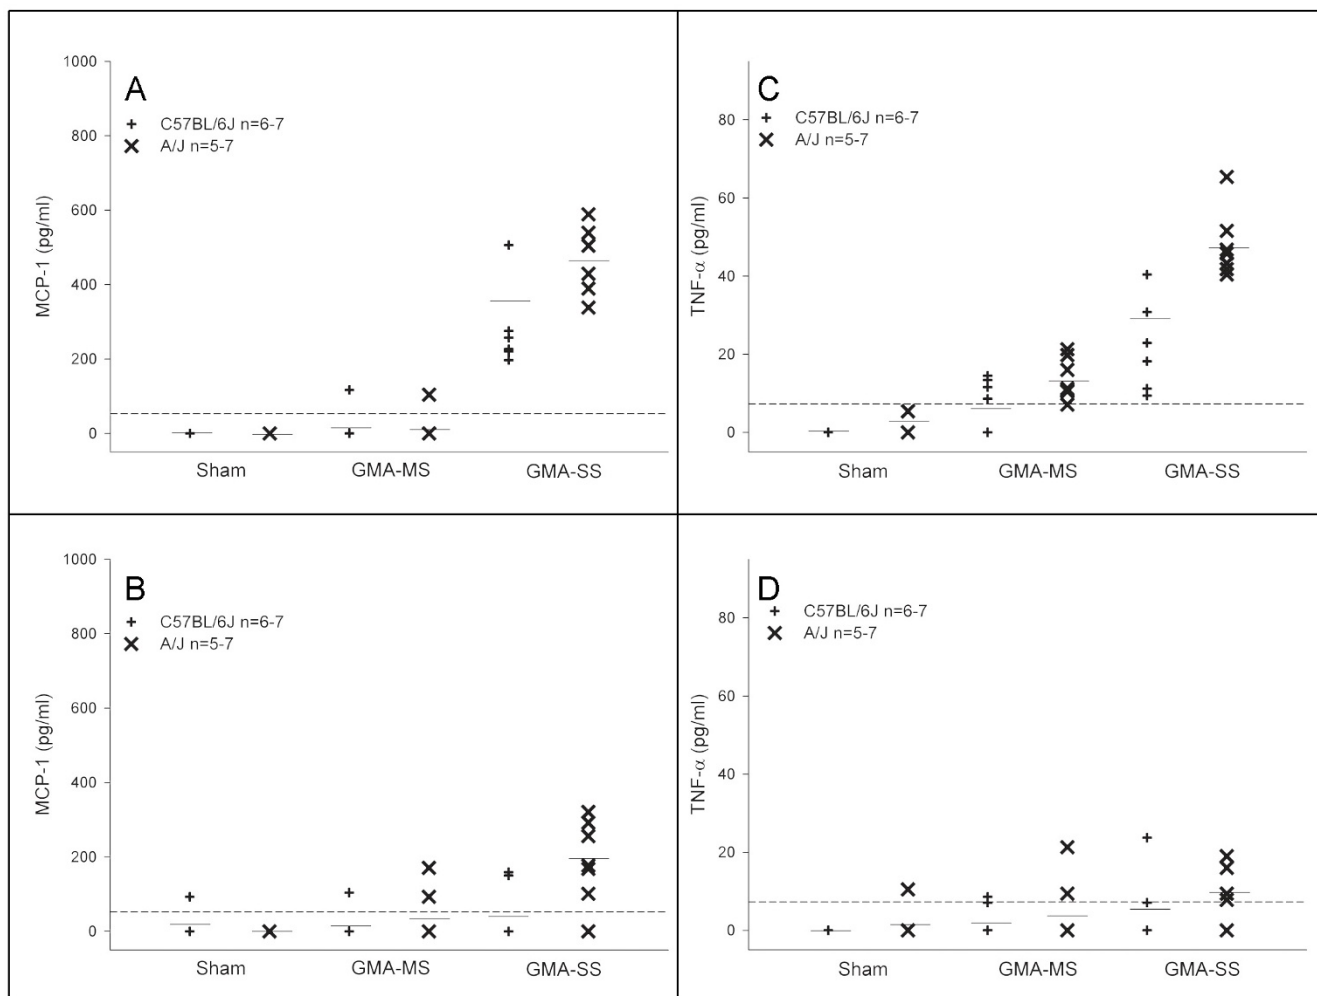 A
1000
800
600
400
200
0
MCP-1 (pg/ml)
C57BL/6J n=6-7
A/J n=5-7
Sham
GMA-MS
GMA-SS
C
80
60
40
20
0
TNF-α (pg/ml)
C57BL/6J n=6-7
A/J n=5-7
Sham
GMA-MS
GMA-SS
B
1000
800
600
400
200
0
MCP-1 (pg/ml)
C57BL/6J n=6-7
A/J n=5-7
Sham
GMA-MS
GMA-SS
D
80
60
40
20
0
TNF-α (pg/ml)
C57BL/6J n=6-7
A/J n=5-7
Sham
GMA-MS
GMA-SS